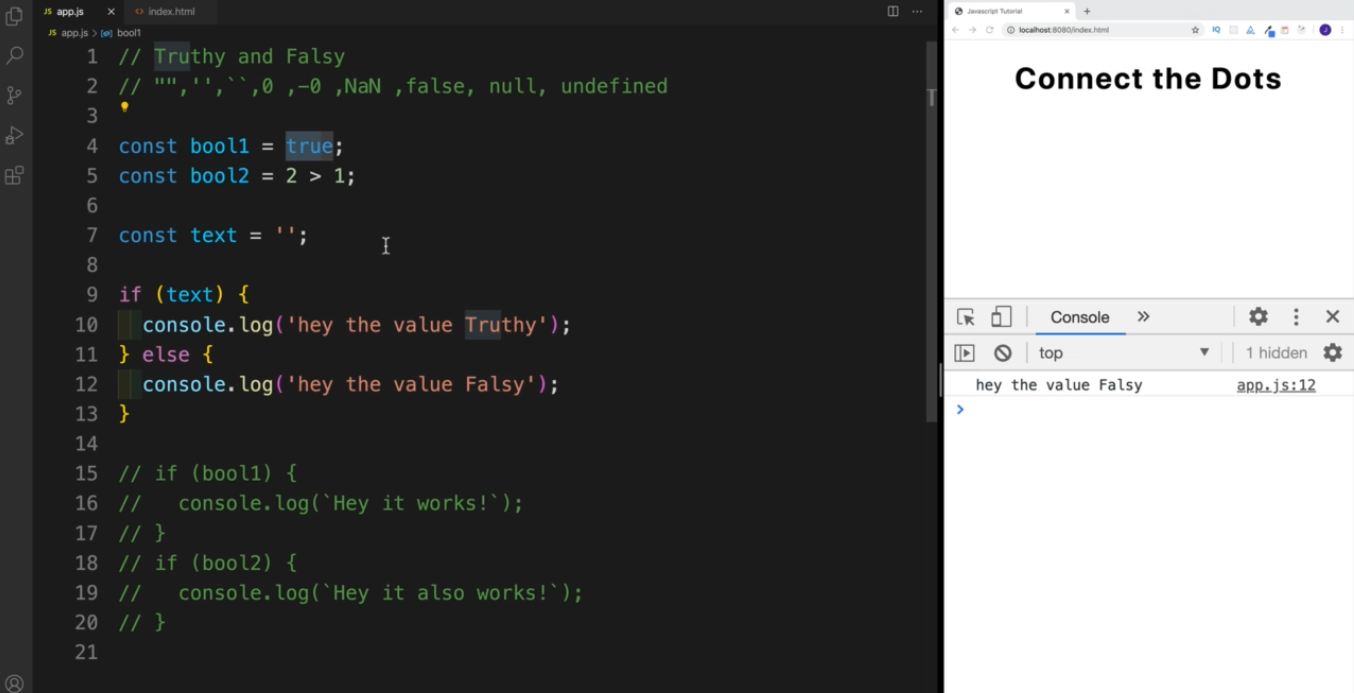 JS app.js × <> index.html ···
JS app.js > bool1
1 // Truthy and Falsy
2 // "",'',``,0 ,-0 ,NaN ,false, null, undefined
3
4 const bool1 = true;
5 const bool2 = 2 > 1;
6
7 const text = '';
8
9 if (text) {
10 console.log('hey the value Truthy');
11 } else {
12 console.log('hey the value Falsy');
13 }
14
15 // if (bool1) {
16 //   console.log(`Hey it works!`);
17 // }
18 // if (bool2) {
19 //   console.log(`Hey it also works!`);
20 // }
21
Javascript Tutorial × +
localhost:8080/index.html IQ J
Connect the Dots
Console »
top ▼ 1 hidden
hey the value Falsy app.js:12
>